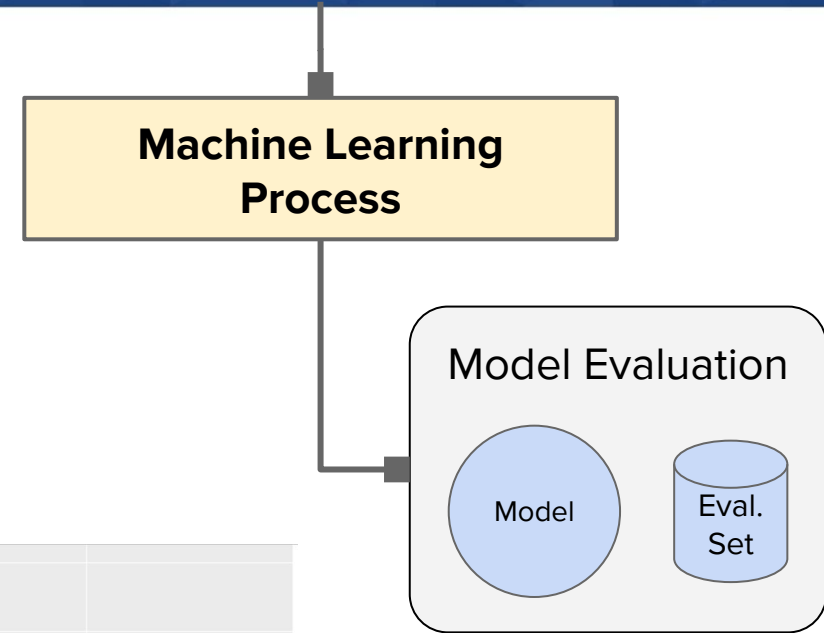 Machine Learning
Process
Model Evaluation
Model
Eval.
Set